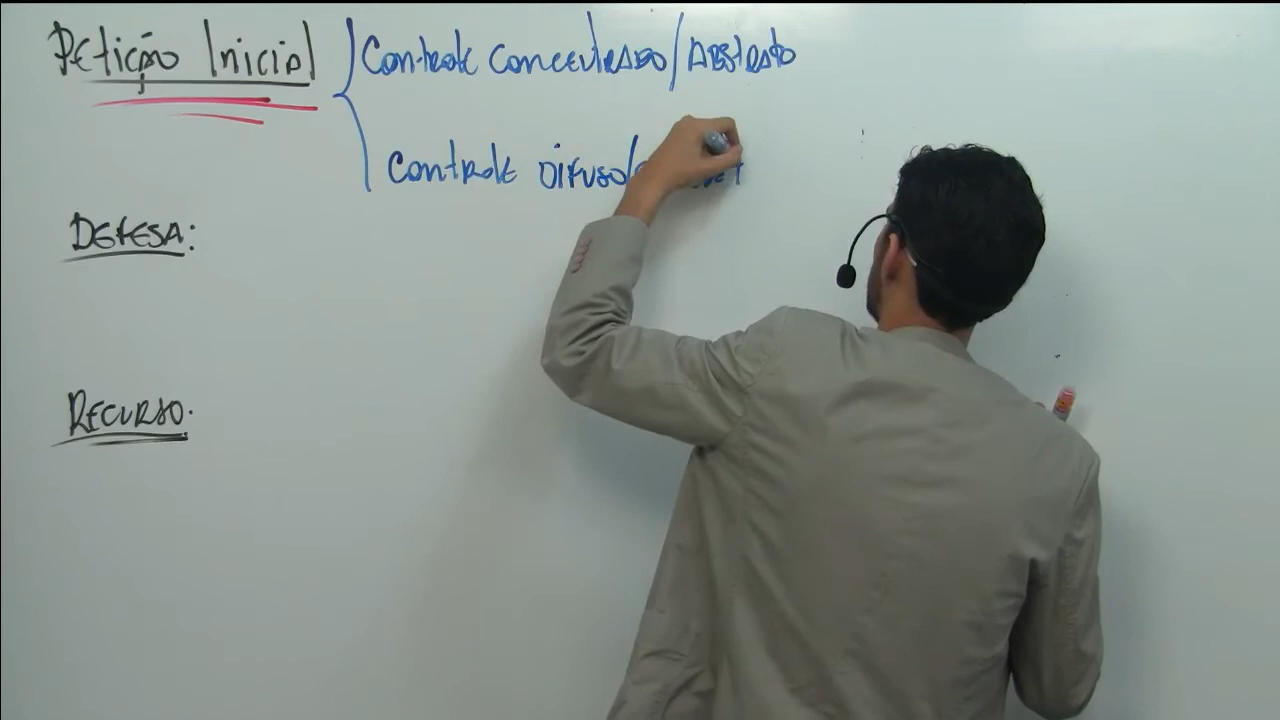 Petição Inicial
Controle Concentrado/Abstrato
Controle Difuso/
Defesa:
Recurso.